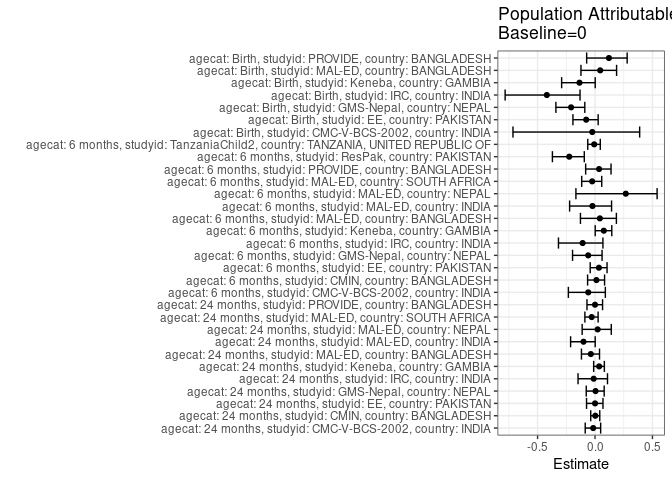 Population Attributable
Baseline=0
agecat: Birth, studyid: PROVIDE, country: BANGLADESH
agecat: Birth, studyid: MAL-ED, country: BANGLADESH
agecat: Birth, studyid: Keneba, country: GAMBIA
agecat: Birth, studyid: IRC, country: INDIA
agecat: Birth, studyid: GMS-Nepal, country: NEPAL
agecat: Birth, studyid: EE, country: PAKISTAN
agecat: Birth, studyid: CMC-V-BCS-2002, country: INDIA
agecat: 6 months, studyid: TanzaniaChild2, country: TANZANIA, UNITED REPUBLIC OF
agecat: 6 months, studyid: ResPak, country: PAKISTAN
agecat: 6 months, studyid: PROVIDE, country: BANGLADESH
agecat: 6 months, studyid: MAL-ED, country: SOUTH AFRICA
agecat: 6 months, studyid: MAL-ED, country: NEPAL
agecat: 6 months, studyid: MAL-ED, country: INDIA
agecat: 6 months, studyid: MAL-ED, country: BANGLADESH
agecat: 6 months, studyid: Keneba, country: GAMBIA
agecat: 6 months, studyid: IRC, country: INDIA
agecat: 6 months, studyid: GMS-Nepal, country: NEPAL
agecat: 6 months, studyid: EE, country: PAKISTAN
agecat: 6 months, studyid: CMIN, country: BANGLADESH
agecat: 6 months, studyid: CMC-V-BCS-2002, country: INDIA
agecat: 24 months, studyid: PROVIDE, country: BANGLADESH
agecat: 24 months, studyid: MAL-ED, country: SOUTH AFRICA
agecat: 24 months, studyid: MAL-ED, country: NEPAL
agecat: 24 months, studyid: MAL-ED, country: INDIA
agecat: 24 months, studyid: MAL-ED, country: BANGLADESH
agecat: 24 months, studyid: Keneba, country: GAMBIA
agecat: 24 months, studyid: IRC, country: INDIA
agecat: 24 months, studyid: GMS-Nepal, country: NEPAL
agecat: 24 months, studyid: EE, country: PAKISTAN
agecat: 24 months, studyid: CMIN, country: BANGLADESH
agecat: 24 months, studyid: CMC-V-BCS-2002, country: INDIA
-0.5 0.0 0.5
Estimate